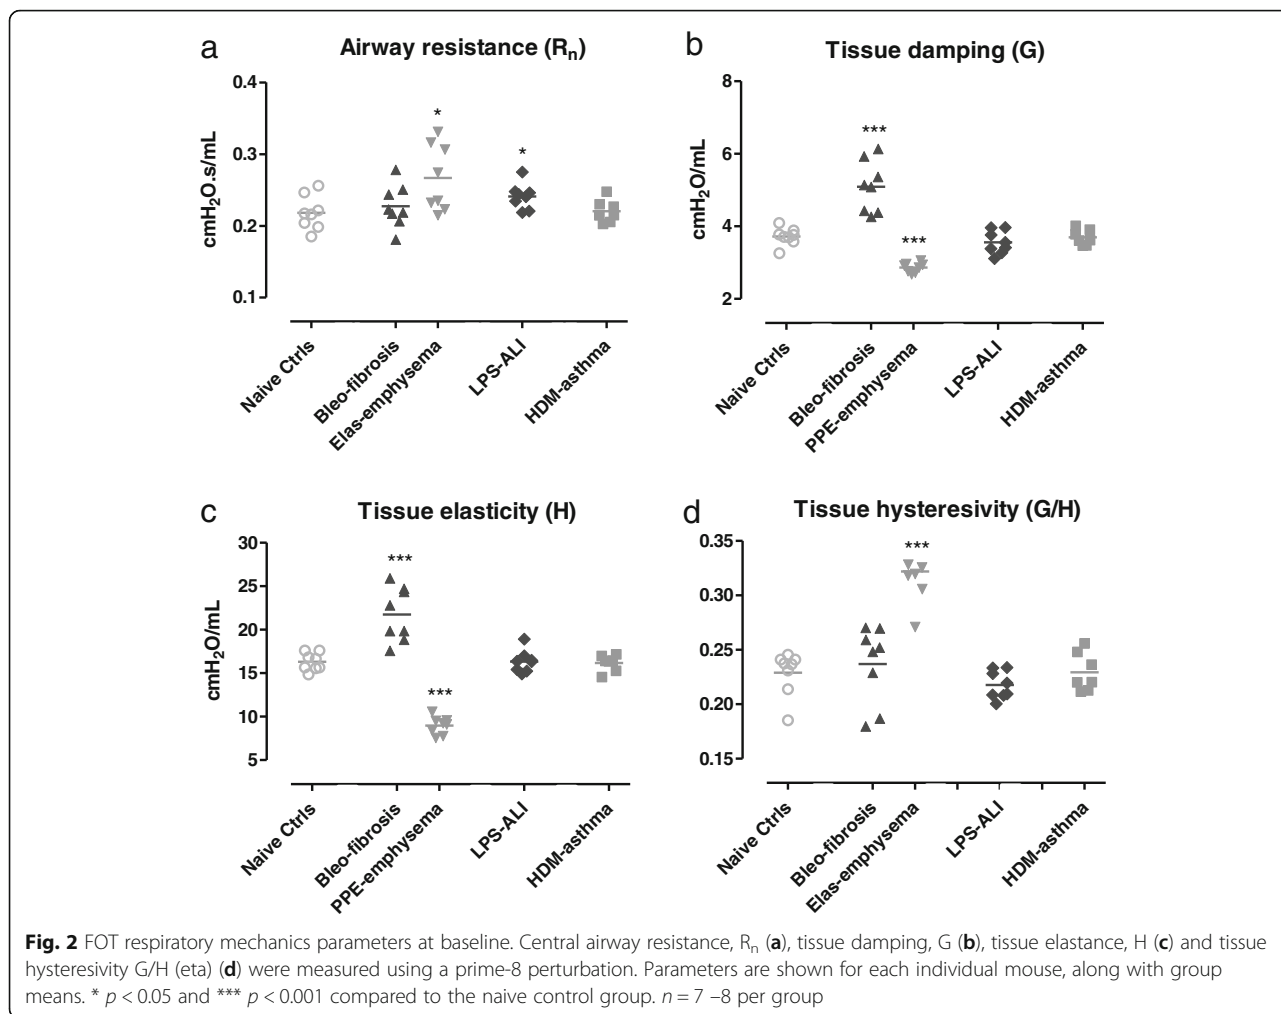 a
Airway resistance (Rn)
cmH2O.s/mL
0.4
0.3
0.2
0.1
*
*
Naive Ctrls
Bleo-fibrosis
Elas-emphysema
LPS-ALI
HDM-asthma
b
Tissue damping (G)
cmH2O/mL
8
6
4
2
***
***
Naive Ctrls
Bleo-fibrosis
PPE-emphysema
LPS-ALI
HDM-asthma
c
Tissue elasticity (H)
cmH2O/mL
30
25
20
15
10
5
***
***
Naive Ctrls
Bleo-fibrosis
PPE-emphysema
LPS-ALI
HDM-asthma
d
Tissue hysteresivity (G/H)
0.35
0.30
0.25
0.20
0.15
***
Naive Ctrls
Bleo-fibrosis
Elas-emphysema
LPS-ALI
HDM-asthma
Fig. 2 FOT respiratory mechanics parameters at baseline. Central airway resistance, Rn (a), tissue damping, G (b), tissue elastance, H (c) and tissue
hysteresivity G/H (eta) (d) were measured using a prime-8 perturbation. Parameters are shown for each individual mouse, along with group
means. * p < 0.05 and *** p < 0.001 compared to the naive control group. n = 7 –8 per group